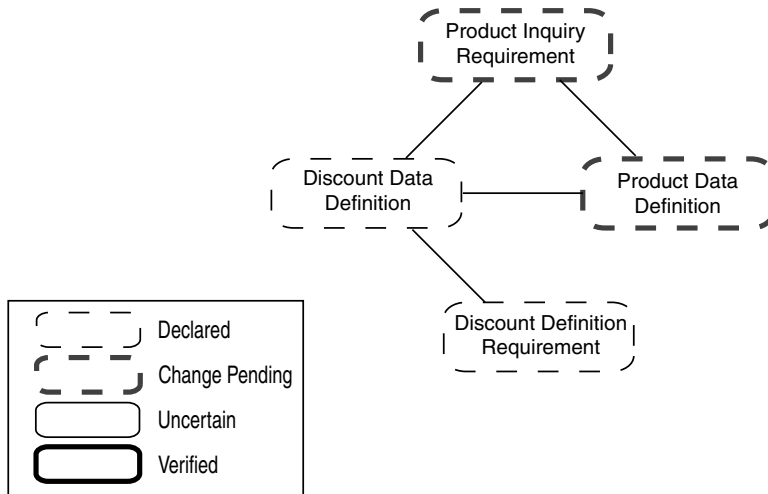 Product Inquiry
Requirement
Discount Data
Definition
Product Data
Definition
Discount Definition
Requirement
Declared
Change Pending
Uncertain
Verified